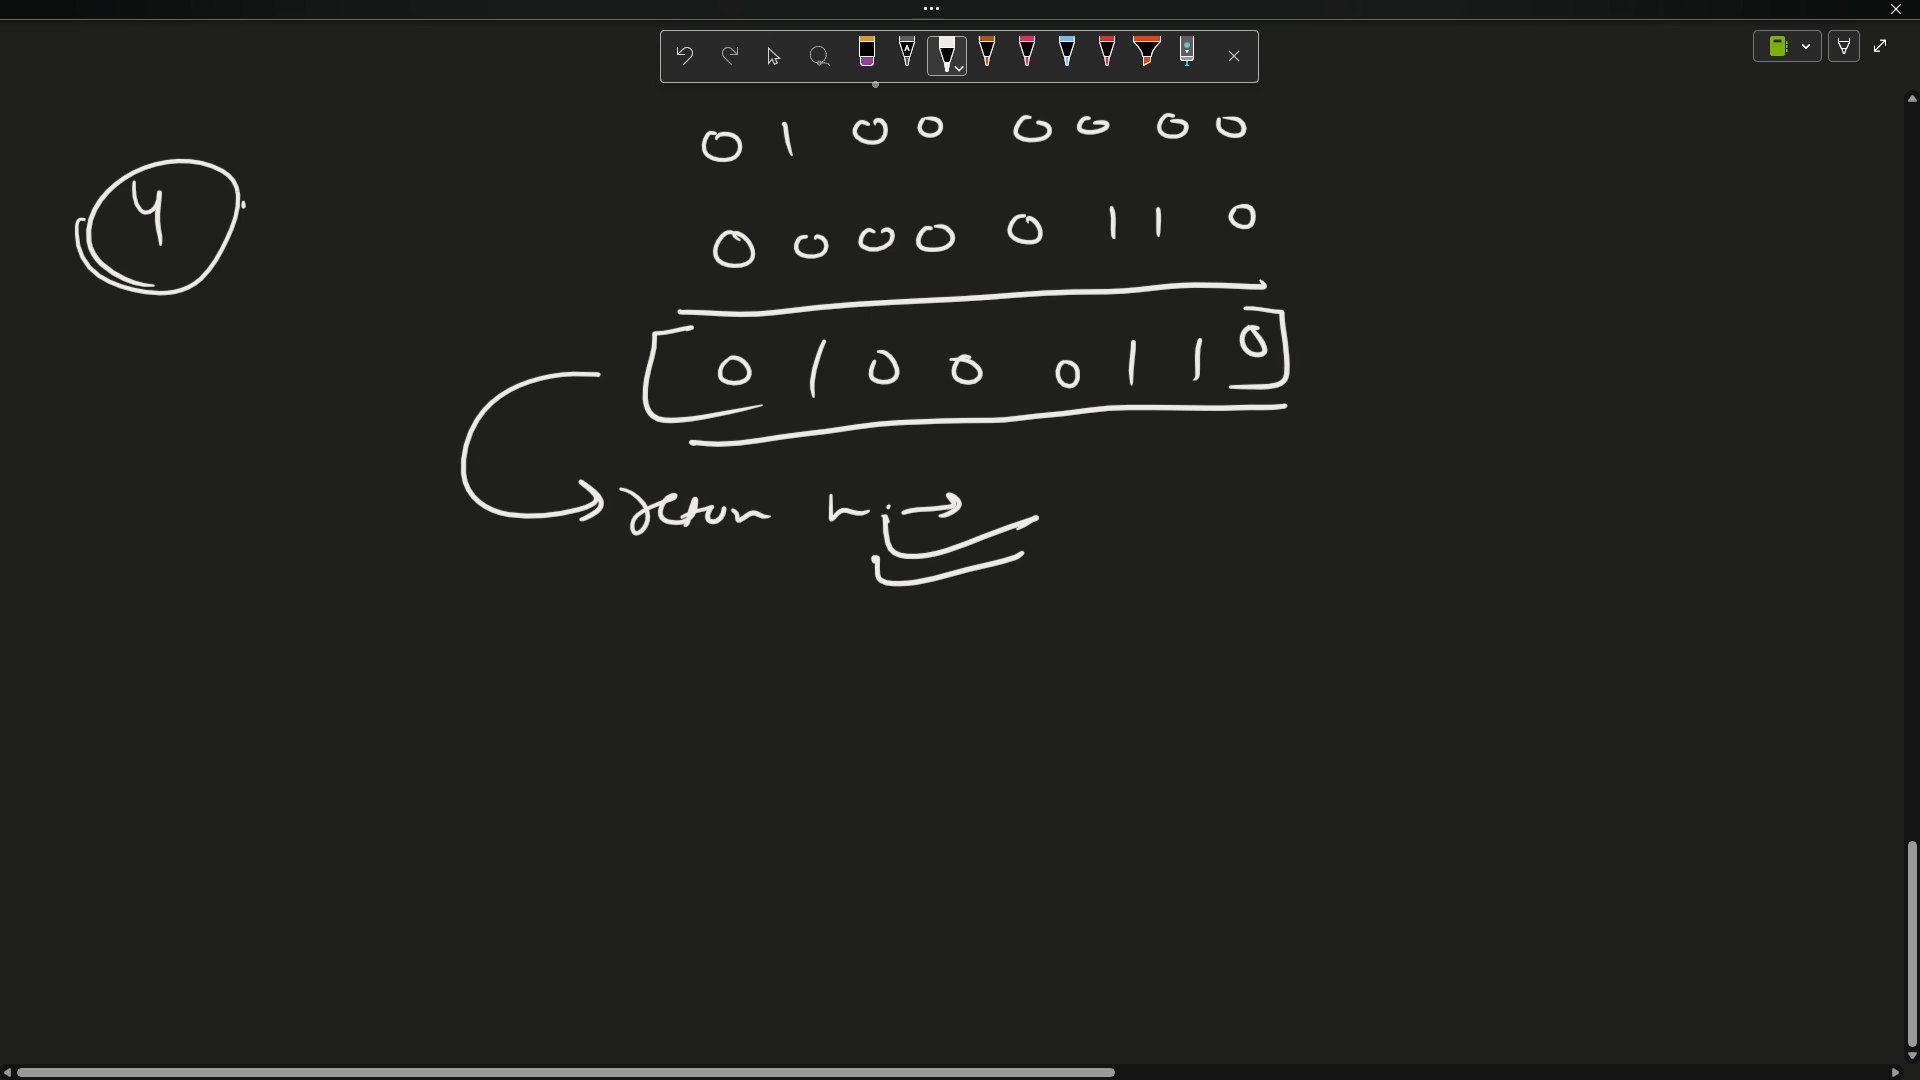 0 1 0 0 0 0 0 0
4
0 0 0 0 0 1 1 0
0 1 0 0 0 1 1 0
return n; →